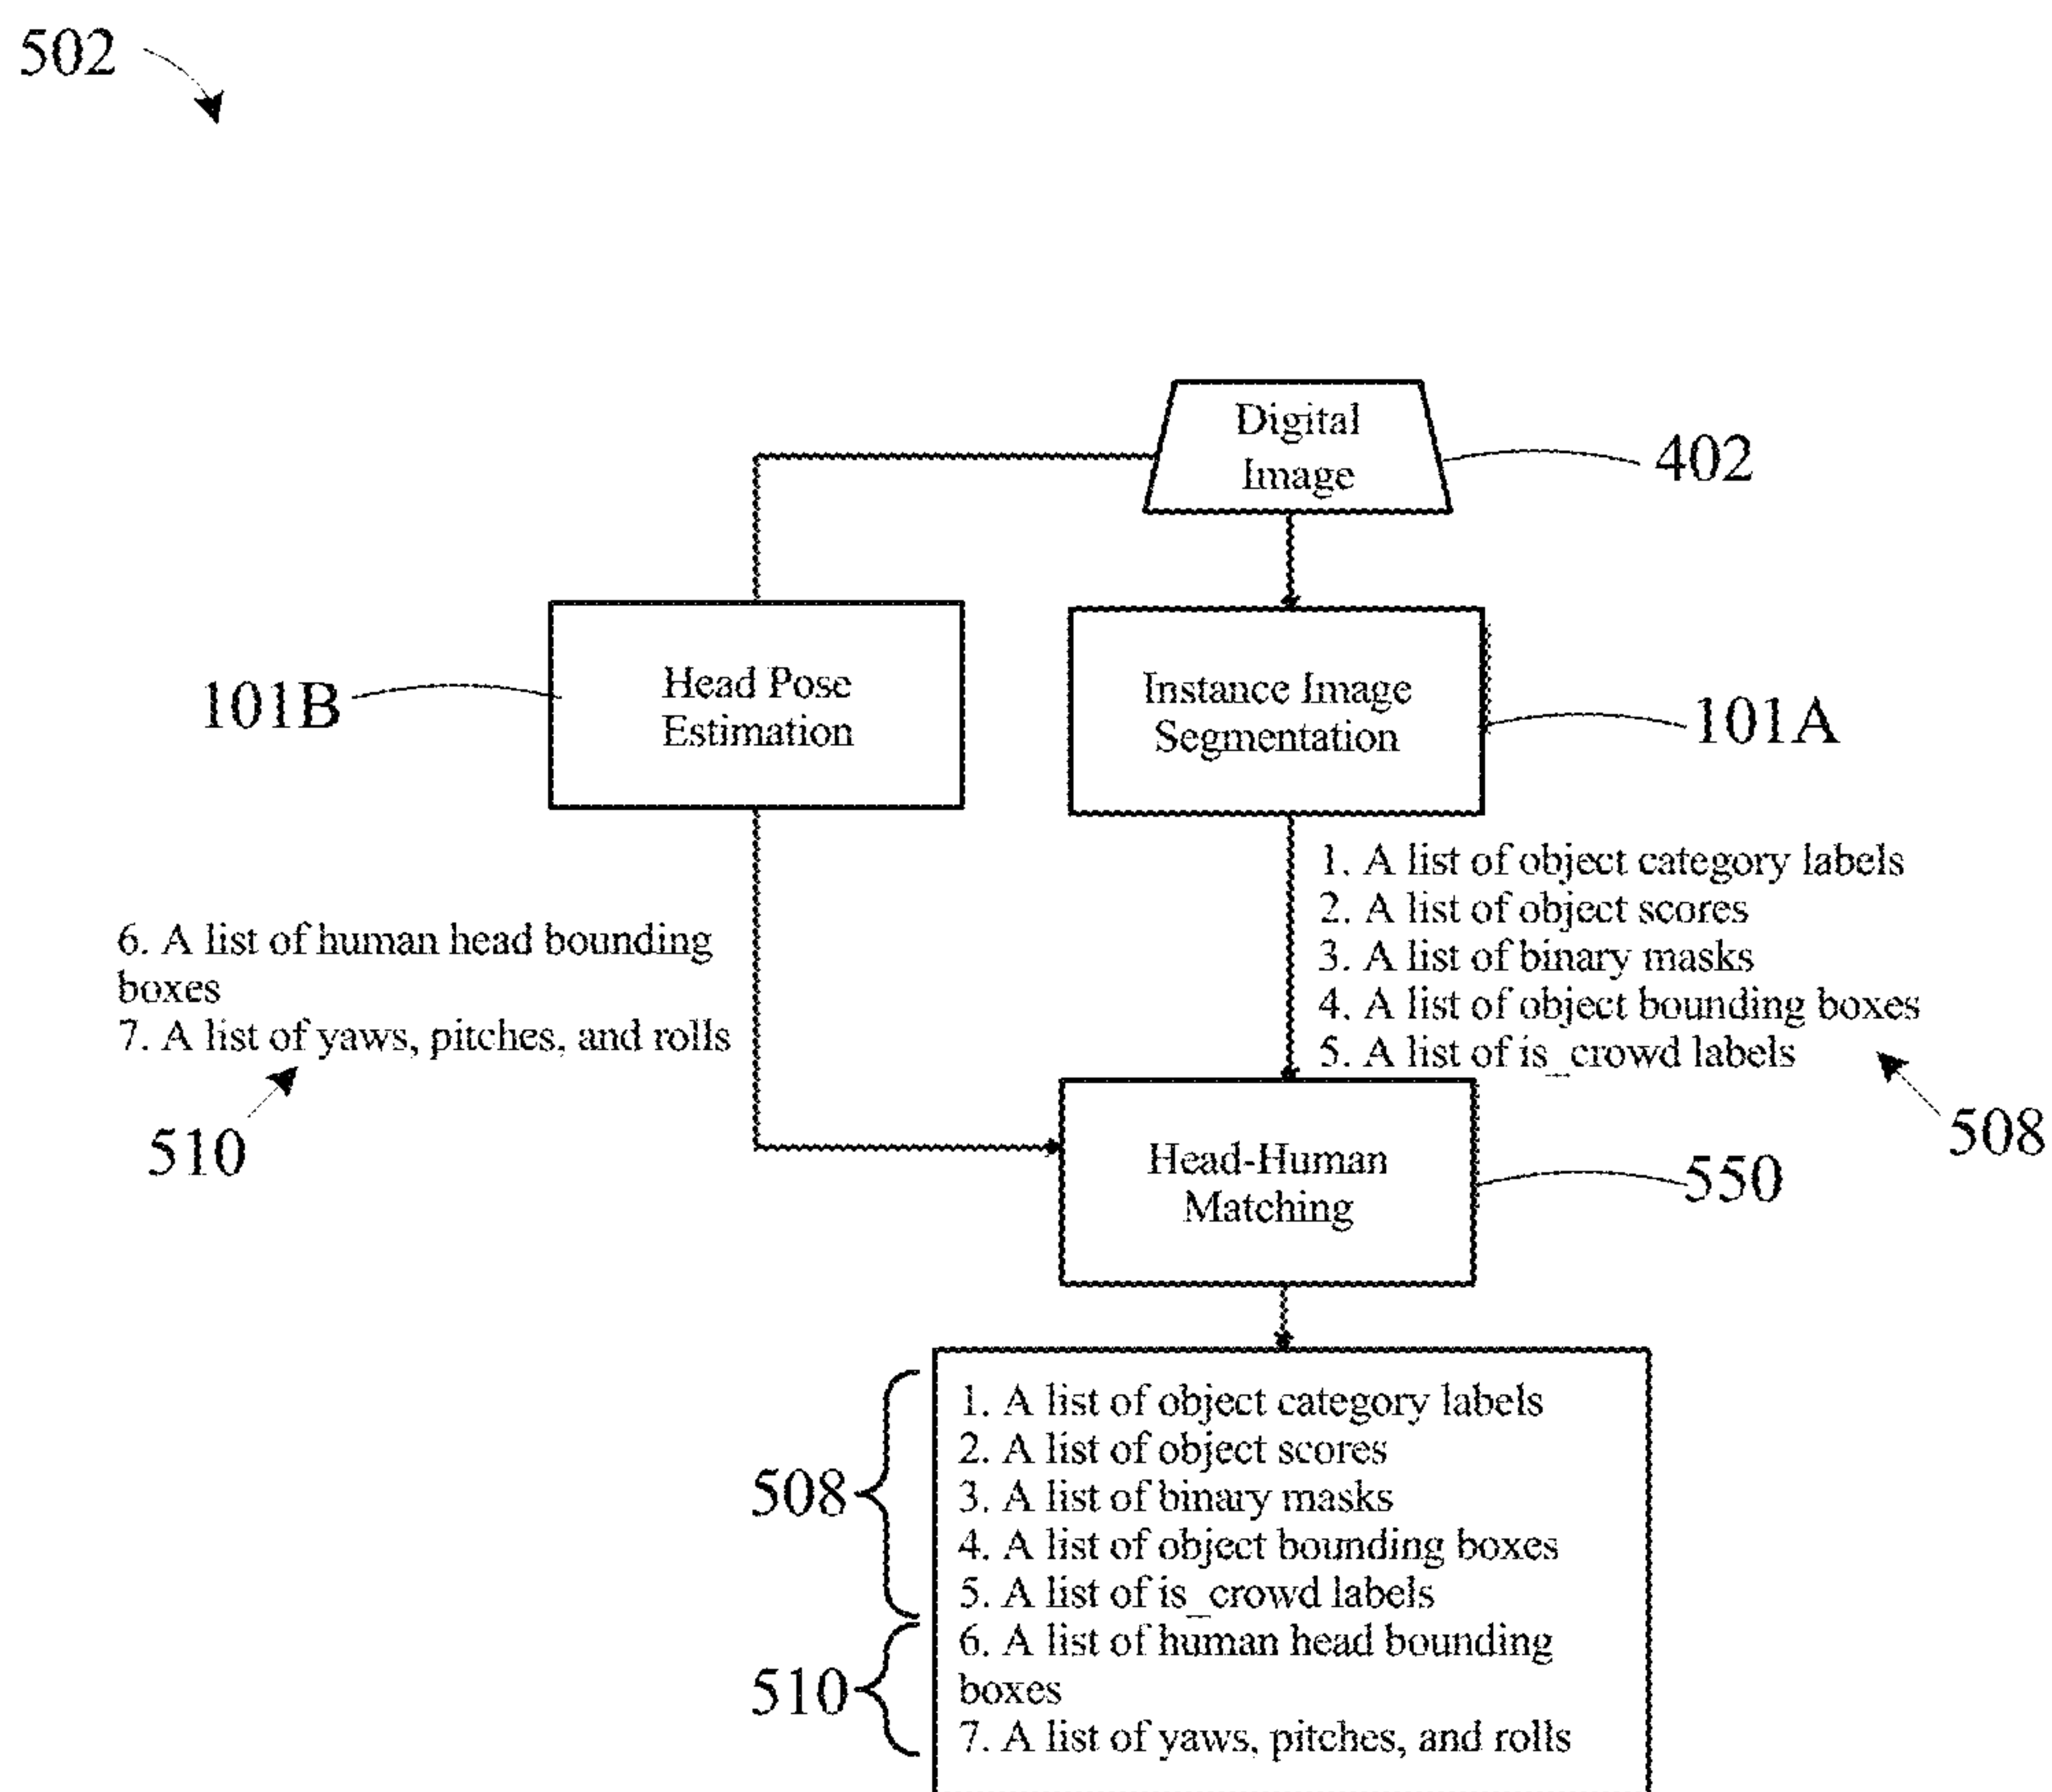 502
Digital
Image
402
Head Pose
Estimation
101B
Instance Image
Segmentation
101A
1. A list of object category labels
2. A list of object scores
3. A list of binary masks
4. A list of object bounding boxes
5. A list of is_crowd labels
508
6. A list of human head bounding
boxes
7. A list of yaws, pitches, and rolls
510
Head-Human
Matching
550
508
1. A list of object category labels
2. A list of object scores
3. A list of binary masks
4. A list of object bounding boxes
5. A list of is_crowd labels
510
6. A list of human head bounding
boxes
7. A list of yaws, pitches, and rolls